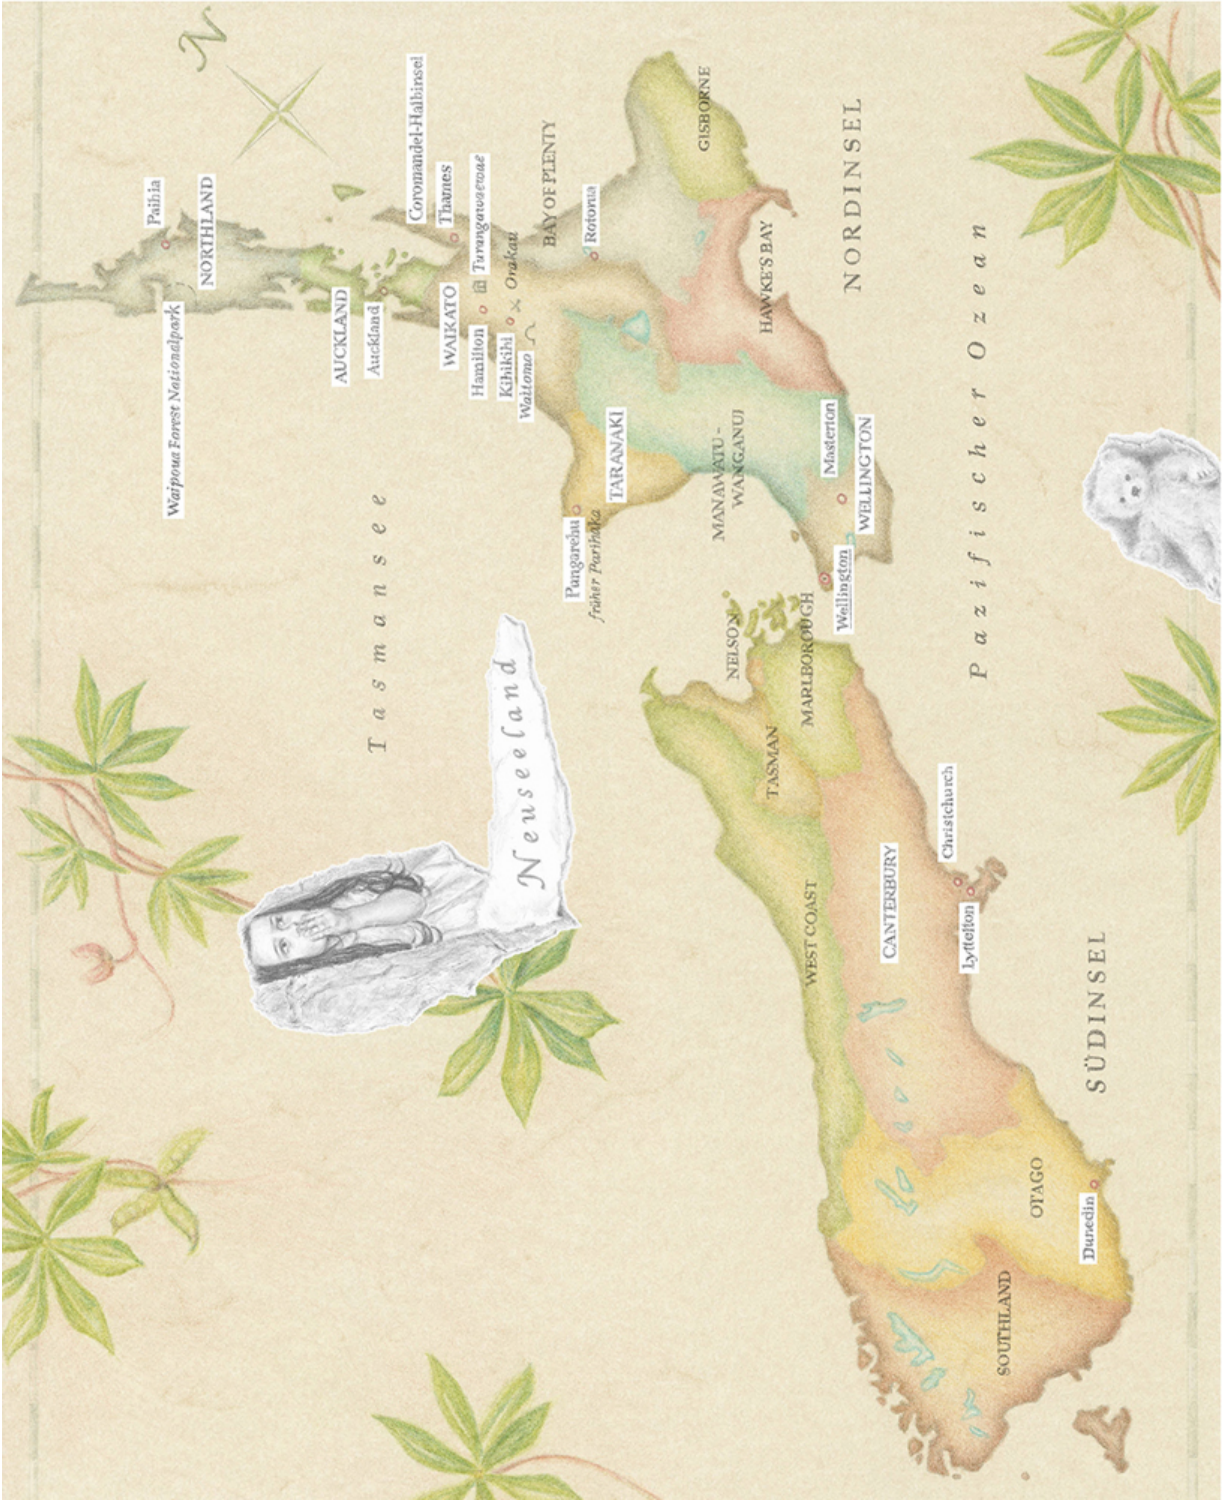 N
Paihia
NORTHLAND
Waipoua Forest Nationalpark
AUCKLAND
Auckland
Coromandel-Halbinsel
Thames
Turangawaewae
Orakau
WAIKATO
Hamilton
Kihikihi
Waitomo
BAY OF PLENTY
Rotorua
GISBORNE
HAWKE'S BAY
NORDINSEL
TARANAKI
Pungarehu
früher Parihaka
MANAWATU-
WANGANUI
Masterton
WELLINGTON
Wellington
Tasmansee
Pazifischer Ozean
Neuseeland
NELSON
MARLBOROUGH
TASMAN
WEST COAST
CANTERBURY
Christchurch
Lyttelton
SÜDINSEL
OTAGO
Dunedin
SOUTHLAND